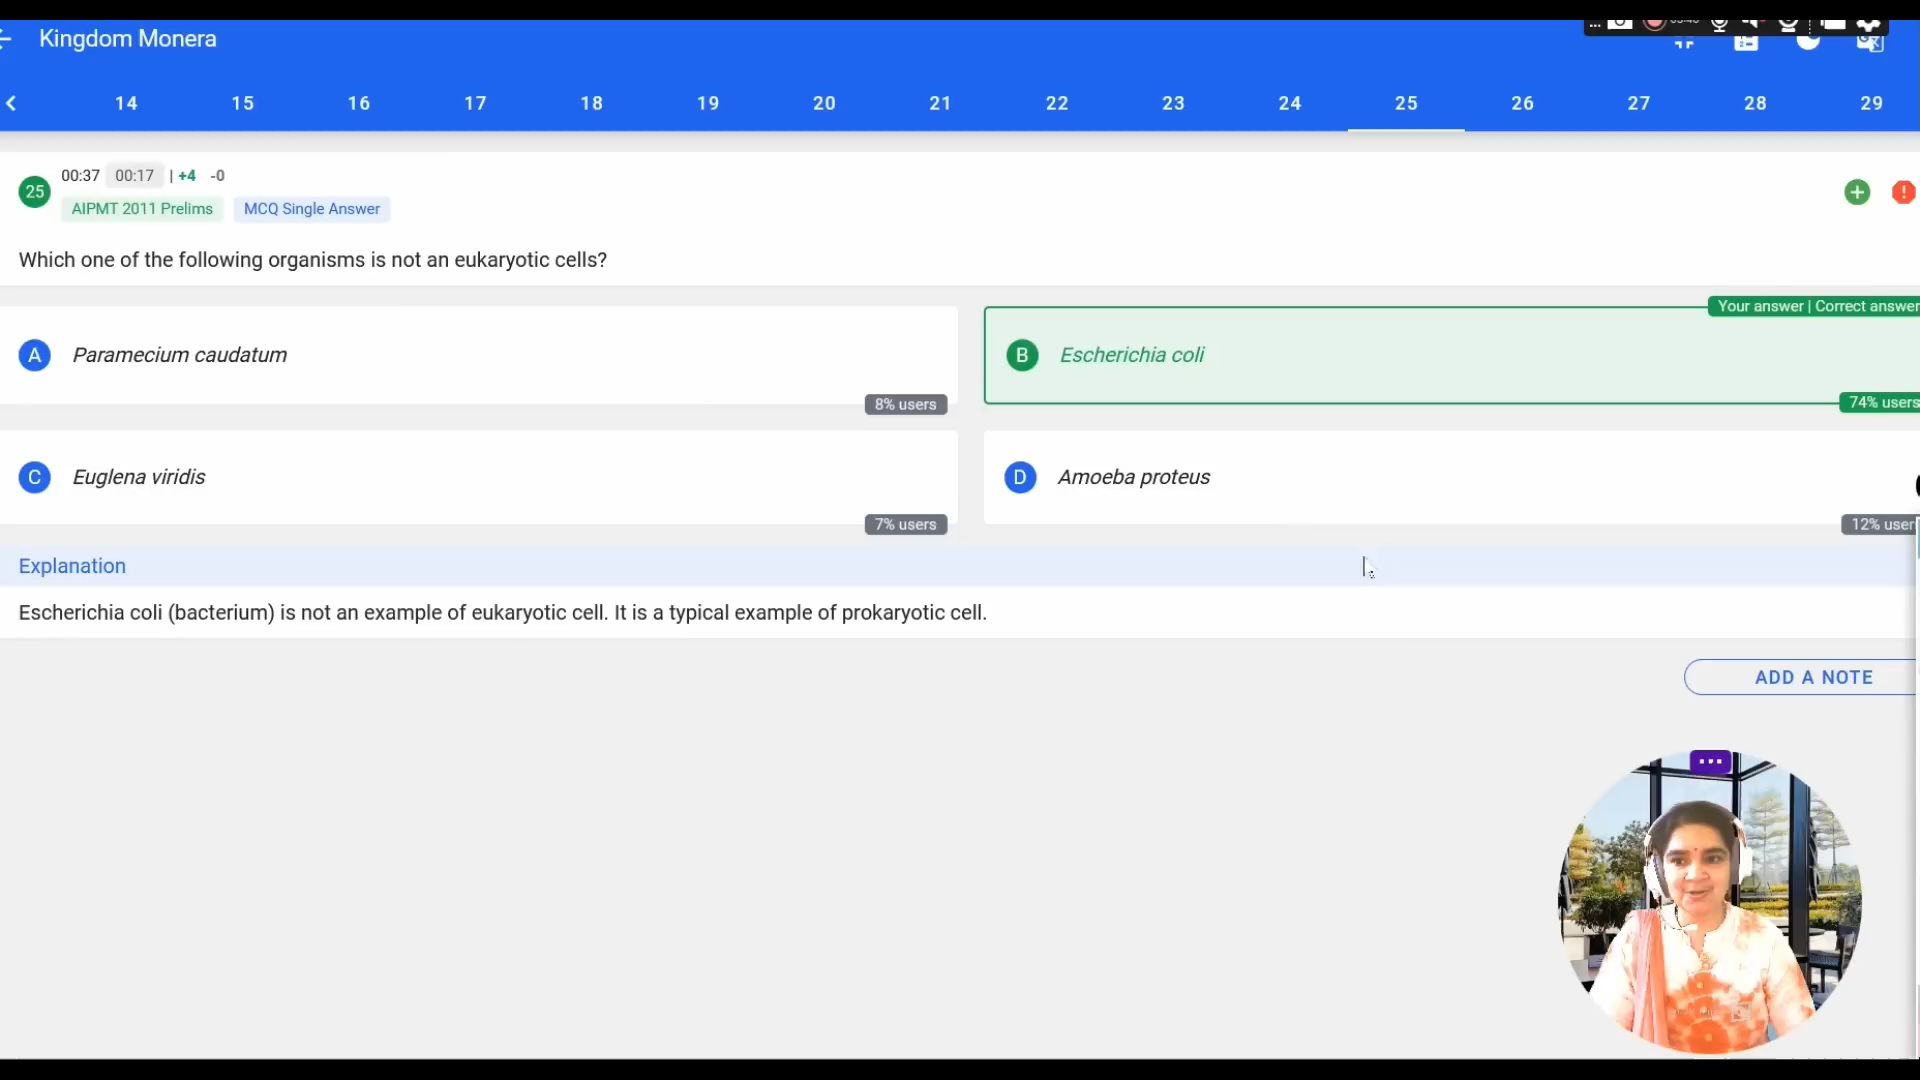 Kingdom Monera
14 15 16 17 18 19 20 21 22 23 24 25 26 27 28 29
25 00:37 00:17 | +4 -0
AIPMT 2011 Prelims MCQ Single Answer
Which one of the following organisms is not an eukaryotic cells?
Your answer | Correct answer
A Paramecium caudatum
B Escherichia coli
8% users
74% users
C Euglena viridis
D Amoeba proteus
7% users
12% user
Explanation
Escherichia coli (bacterium) is not an example of eukaryotic cell. It is a typical example of prokaryotic cell.
ADD A NOTE